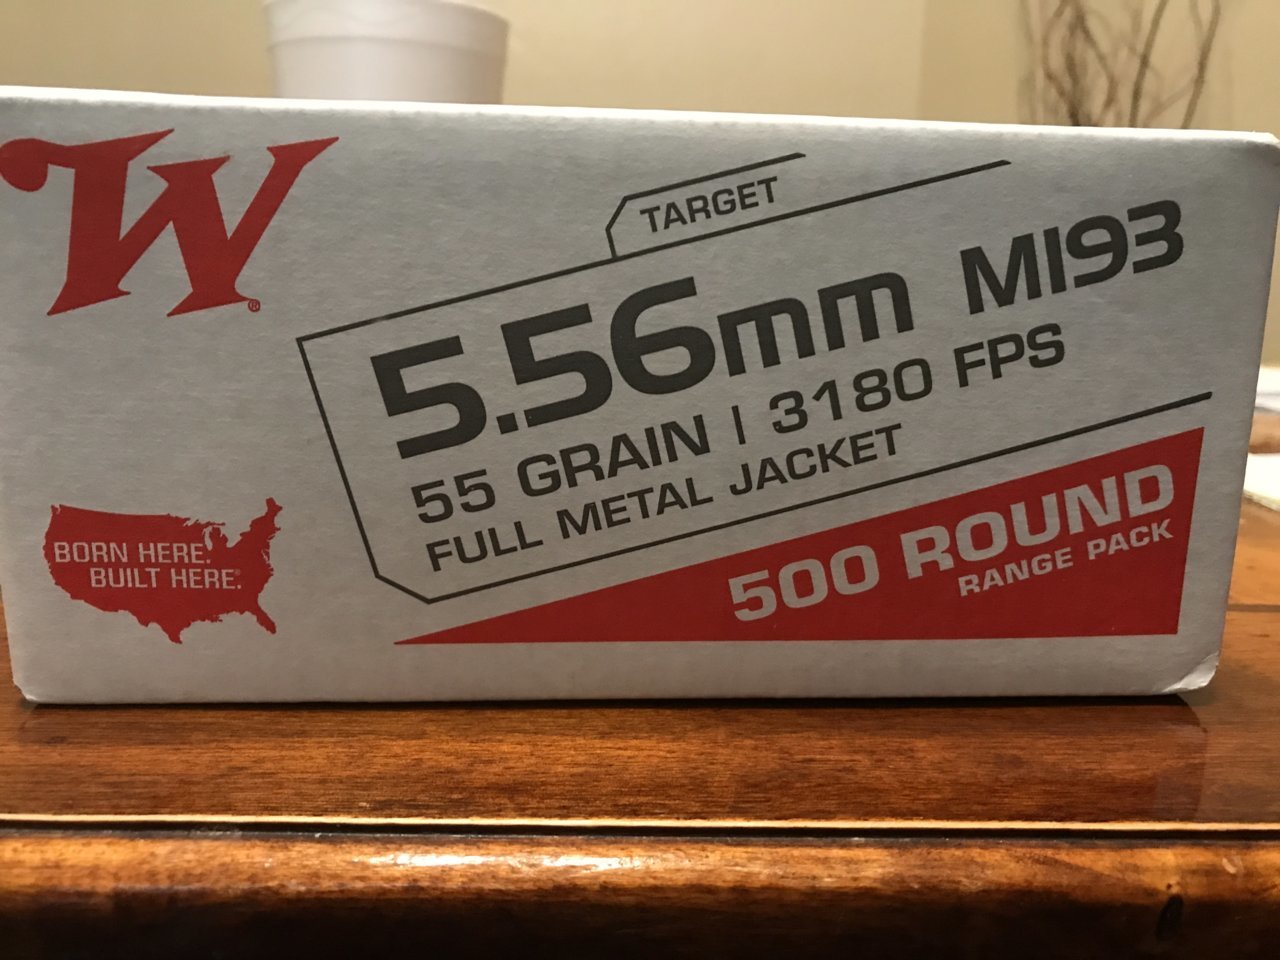 W®
TARGET
5.56mm M193
55 GRAIN | 3180 FPS
FULL METAL JACKET
BORN HERE.
BUILT HERE.
500 ROUND
RANGE PACK